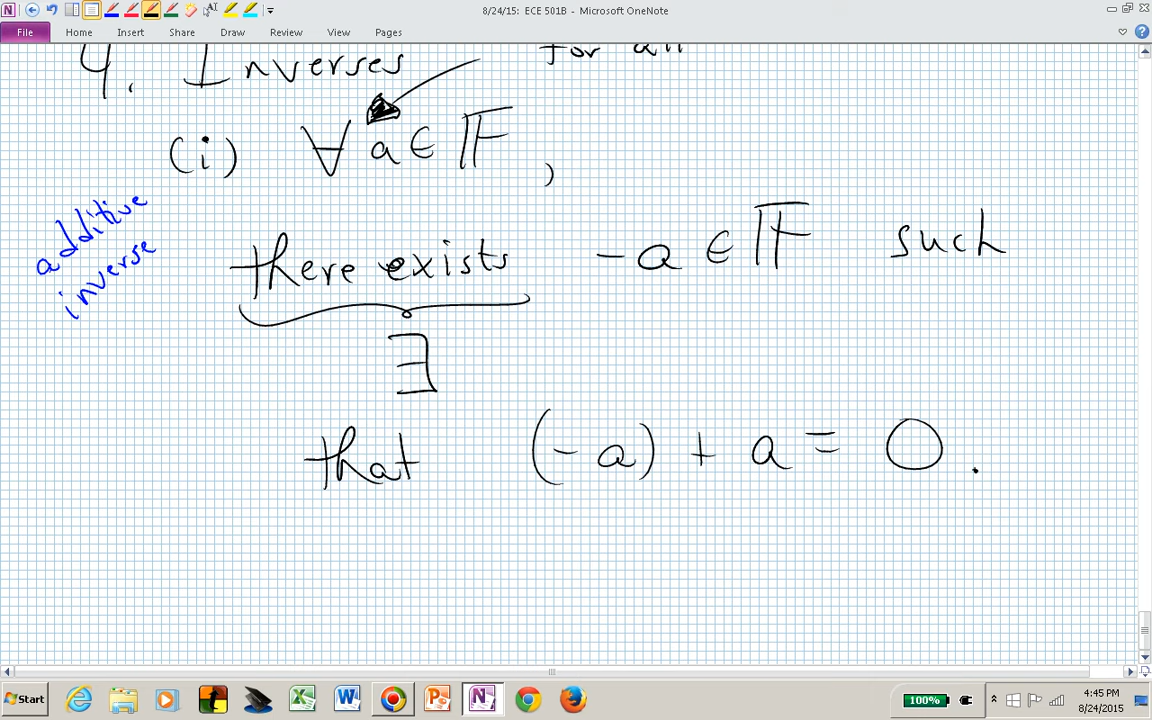 8/24/15: ECE 501B - Microsoft OneNote
File Home Insert Share Draw Review View Pages
for all
4. Inverses
(i) ∀ a ∈ 𝔽 ,
additive
inverse
there exists -a ∈ 𝔽 such
∃
that (-a) + a = 0.
Start
100%
4:45 PM
8/24/2015